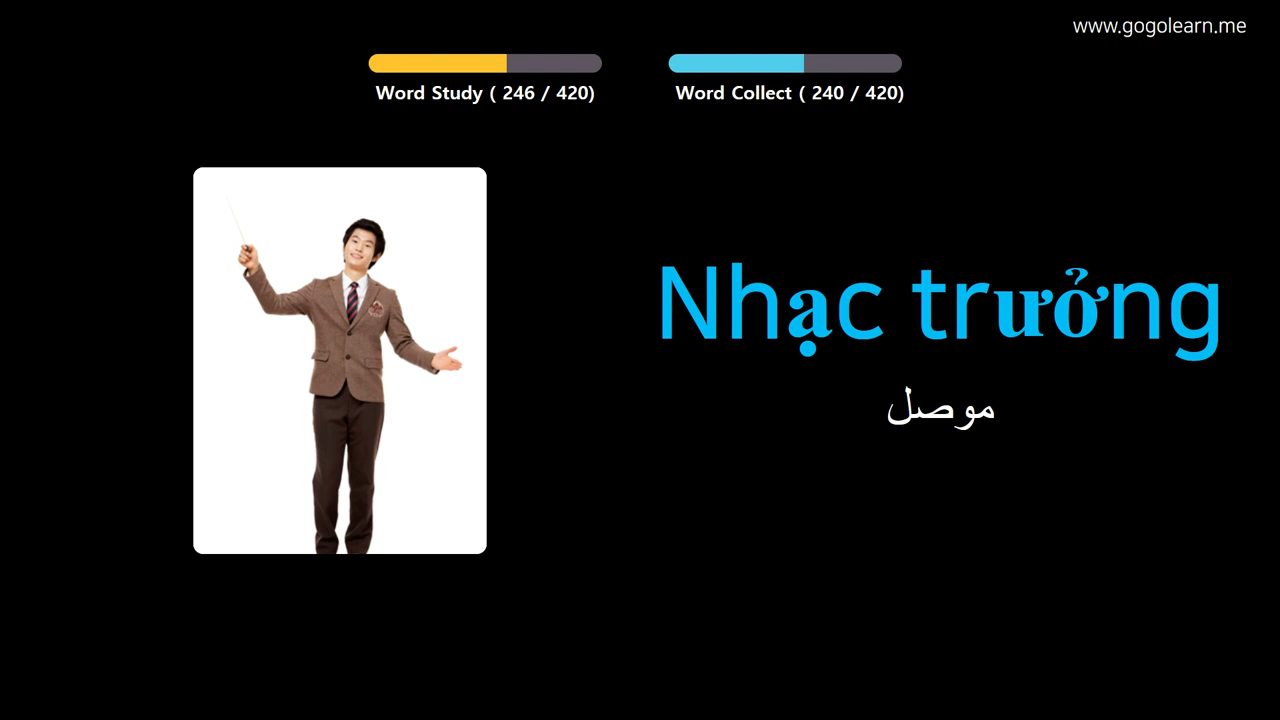 www.gogolearn.me
Word Study ( 246 / 420)
Word Collect ( 240 / 420)
Nhạc trưởng
موصل